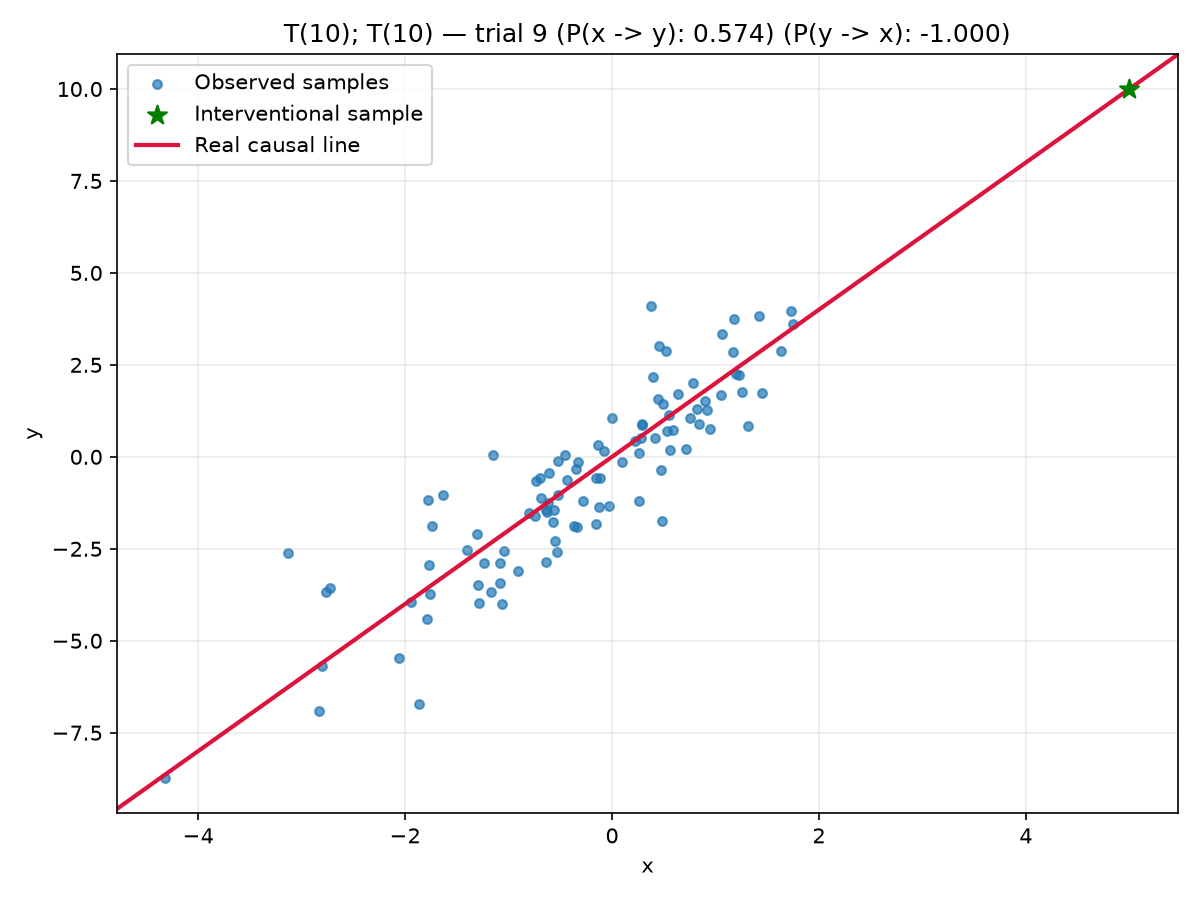 T(10); T(10) — trial 9 (P(x -> y): 0.574) (P(y -> x): -1.000)
Observed samples
Interventional sample
Real causal line
10.0
7.5
5.0
2.5
0.0
−2.5
−5.0
−7.5
y
−4
−2
0
2
4
x